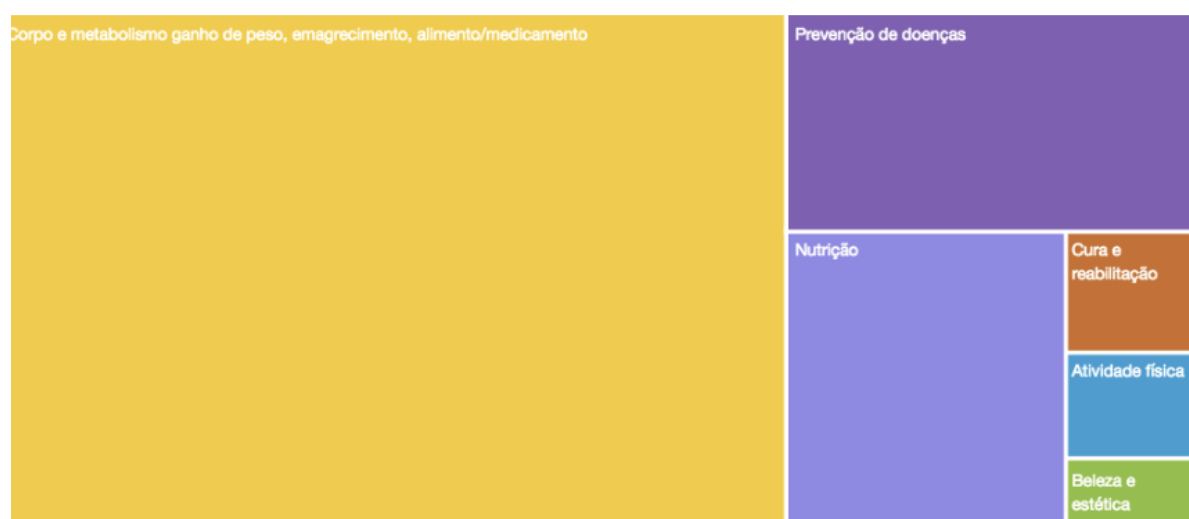 Corpo e metabolismo ganho de peso, emagrecimento, alimento/medicamento
Prevenção de doenças
Nutrição
Cura e
reabilitação
Atividade física
Beleza e
estética